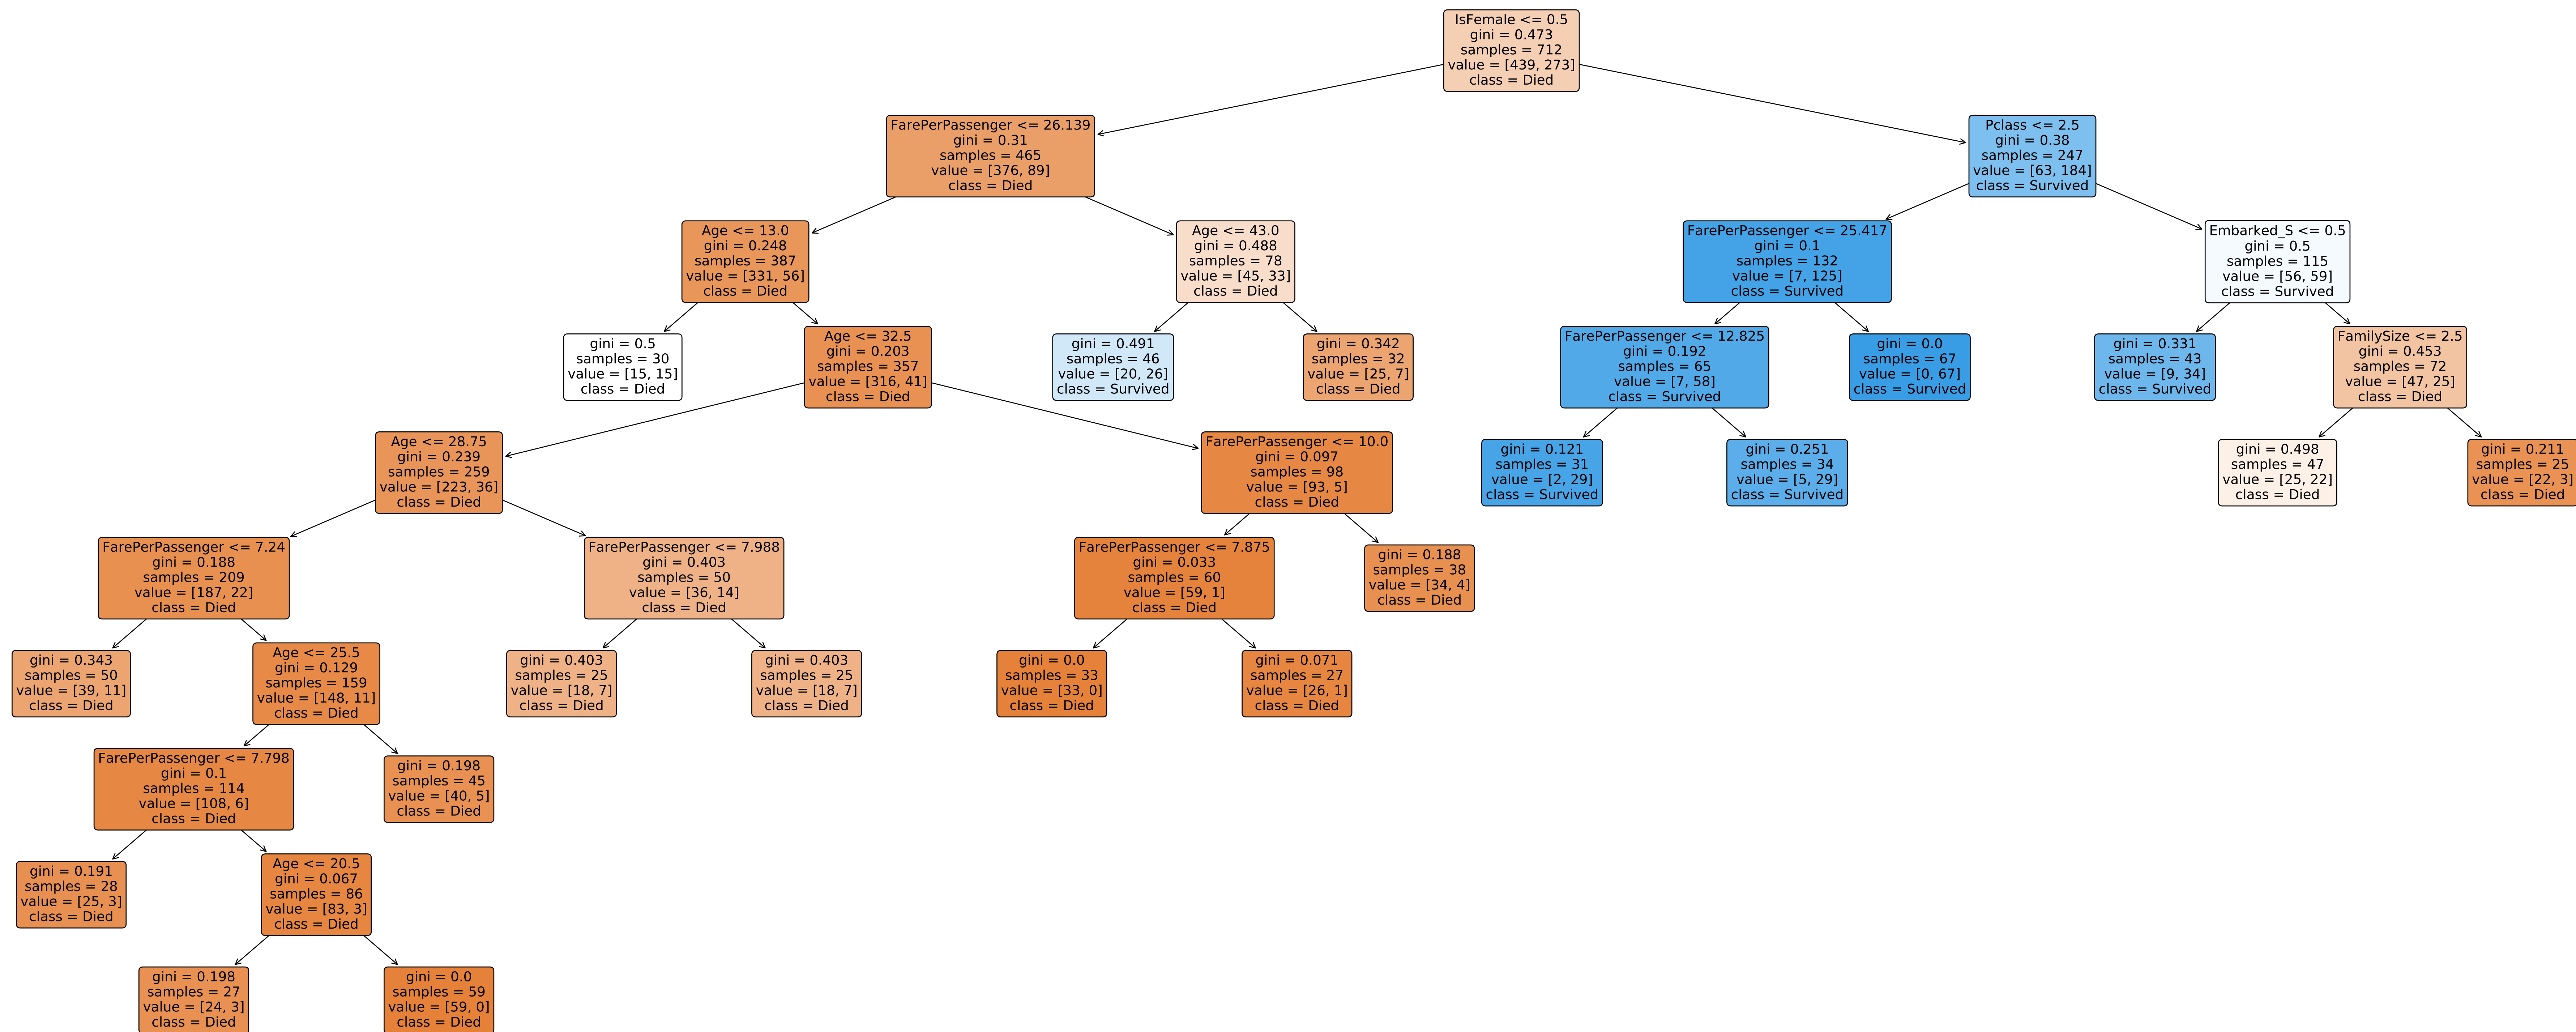 IsFemale <= 0.5
gini = 0.473
samples = 712
value = [439, 273]
class = Died
FarePerPassenger <= 26.139
gini = 0.31
samples = 465
value = [376, 89]
class = Died
Pclass <= 2.5
gini = 0.38
samples = 247
value = [63, 184]
class = Survived
Age <= 13.0
gini = 0.248
samples = 387
value = [331, 56]
class = Died
Age <= 43.0
gini = 0.488
samples = 78
value = [45, 33]
class = Died
FarePerPassenger <= 25.417
gini = 0.1
samples = 132
value = [7, 125]
class = Survived
Embarked_S <= 0.5
gini = 0.5
samples = 115
value = [56, 59]
class = Survived
gini = 0.5
samples = 30
value = [15, 15]
class = Died
Age <= 32.5
gini = 0.203
samples = 357
value = [316, 41]
class = Died
gini = 0.491
samples = 46
value = [20, 26]
class = Survived
gini = 0.342
samples = 32
value = [25, 7]
class = Died
FarePerPassenger <= 12.825
gini = 0.192
samples = 65
value = [7, 58]
class = Survived
gini = 0.0
samples = 67
value = [0, 67]
class = Survived
gini = 0.331
samples = 43
value = [9, 34]
class = Survived
FamilySize <= 2.5
gini = 0.453
samples = 72
value = [47, 25]
class = Died
Age <= 28.75
gini = 0.239
samples = 259
value = [223, 36]
class = Died
FarePerPassenger <= 10.0
gini = 0.097
samples = 98
value = [93, 5]
class = Died
gini = 0.121
samples = 31
value = [2, 29]
class = Survived
gini = 0.251
samples = 34
value = [5, 29]
class = Survived
gini = 0.498
samples = 47
value = [25, 22]
class = Died
gini = 0.211
samples = 25
value = [22, 3]
class = Died
FarePerPassenger <= 7.24
gini = 0.188
samples = 209
value = [187, 22]
class = Died
FarePerPassenger <= 7.988
gini = 0.403
samples = 50
value = [36, 14]
class = Died
FarePerPassenger <= 7.875
gini = 0.033
samples = 60
value = [59, 1]
class = Died
gini = 0.188
samples = 38
value = [34, 4]
class = Died
gini = 0.343
samples = 50
value = [39, 11]
class = Died
Age <= 25.5
gini = 0.129
samples = 159
value = [148, 11]
class = Died
gini = 0.403
samples = 25
value = [18, 7]
class = Died
gini = 0.403
samples = 25
value = [18, 7]
class = Died
gini = 0.0
samples = 33
value = [33, 0]
class = Died
gini = 0.071
samples = 27
value = [26, 1]
class = Died
FarePerPassenger <= 7.798
gini = 0.1
samples = 114
value = [108, 6]
class = Died
gini = 0.198
samples = 45
value = [40, 5]
class = Died
gini = 0.191
samples = 28
value = [25, 3]
class = Died
Age <= 20.5
gini = 0.067
samples = 86
value = [83, 3]
class = Died
gini = 0.198
samples = 27
value = [24, 3]
class = Died
gini = 0.0
samples = 59
value = [59, 0]
class = Died